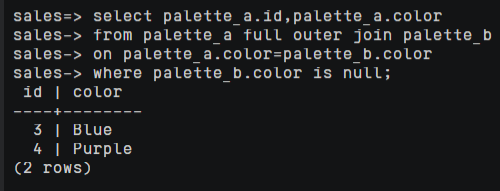 sales=> select palette_a.id,palette_a.color
sales-> from palette_a full outer join palette_b
sales-> on palette_a.color=palette_b.color
sales-> where palette_b.color is null;
 id | color
----+--------
  3 | Blue
  4 | Purple
(2 rows)